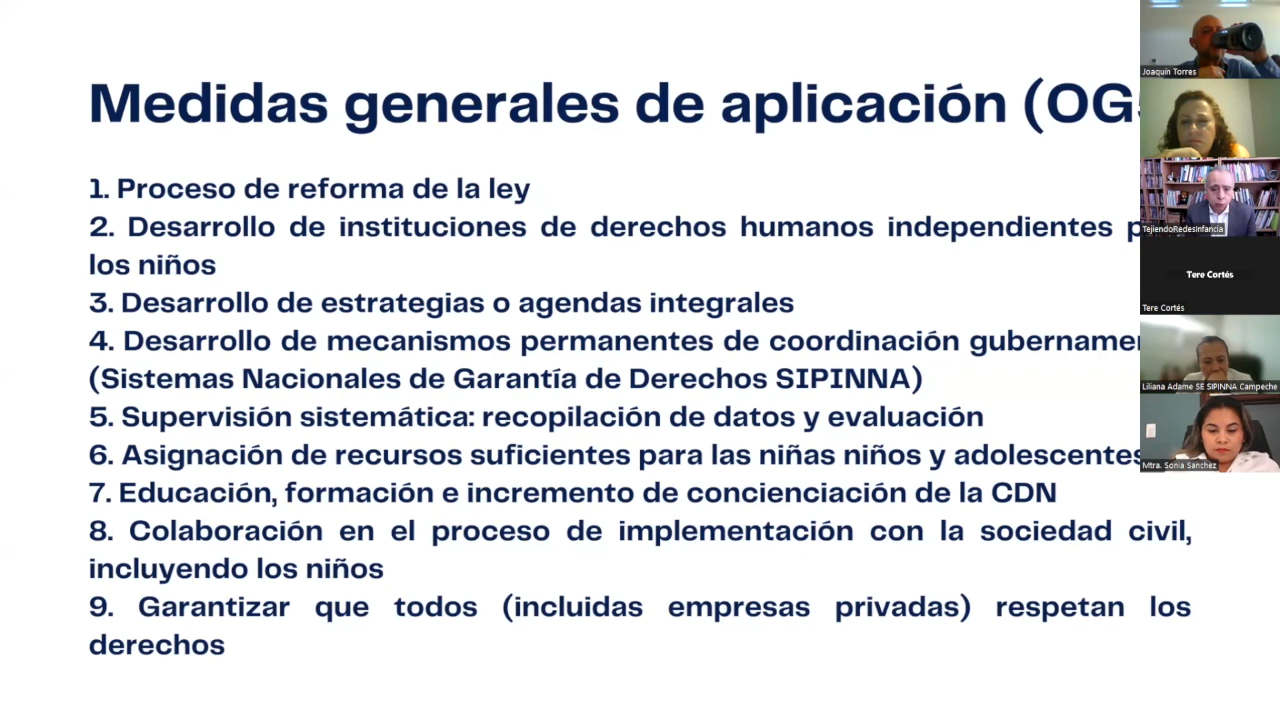 Medidas generales de aplicación (OG5
1. Proceso de reforma de la ley
2. Desarrollo de instituciones de derechos humanos independientes
los niños
3. Desarrollo de estrategias o agendas integrales
4. Desarrollo de mecanismos permanentes de coordinación
(Sistemas Nacionales de Garantía de Derechos SIPINNA)
5. Supervisión sistemática: recopilación de datos y evaluación
6. Asignación de recursos suficientes para las niñas niños y adolescentes
7. Educación, formación e incremento de concienciación de la CDN
8. Colaboración en el proceso de implementación con la sociedad civil,
incluyendo los niños
9. Garantizar que todos (incluidas empresas privadas) respetan los
derechos
Joaquín Torres
TejiendoRedesInfancia
Tere Cortés
Tere Cortés
Liliana Adame SE SIPINNA Campeche
Mtra. Sonia Sánchez